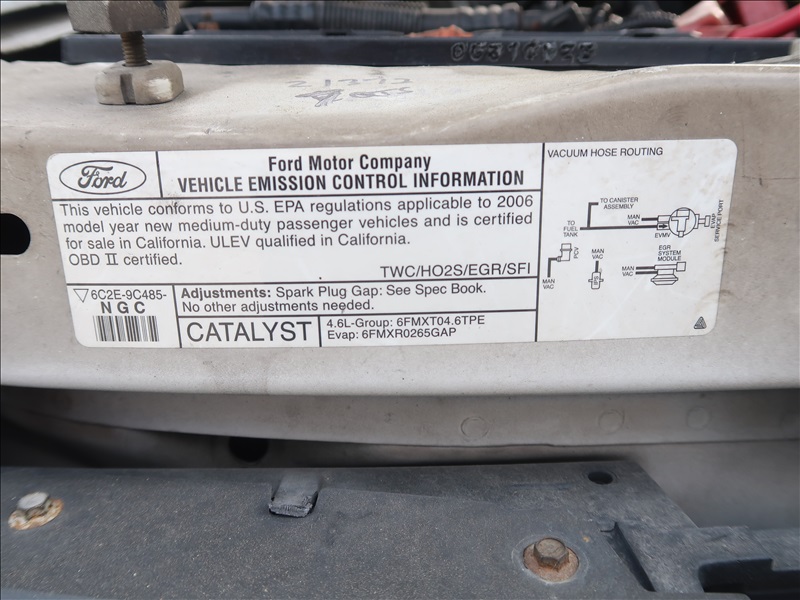 Ford
Ford Motor Company
VEHICLE EMISSION CONTROL INFORMATION
This vehicle conforms to U.S. EPA regulations applicable to 2006
model year new medium-duty passenger vehicles and is certified
for sale in California. ULEV qualified in California.
OBD II certified.
TWC/HO2S/EGR/SFI
6C2E-9C485-
NGC
Adjustments: Spark Plug Gap: See Spec Book.
No other adjustments needed.
CATALYST
4.6L-Group: 6FMXT04.6TPE
Evap: 6FMXR0265GAP
VACUUM HOSE ROUTING
TO CANISTER
ASSEMBLY
TO
FUEL
TANK
MAN
VAC
EVMV
EVAP
SERVICE PORT
PCV
MAN
VAC
MAN
VAC
MAN
VAC
EGR
SYSTEM
MODULE